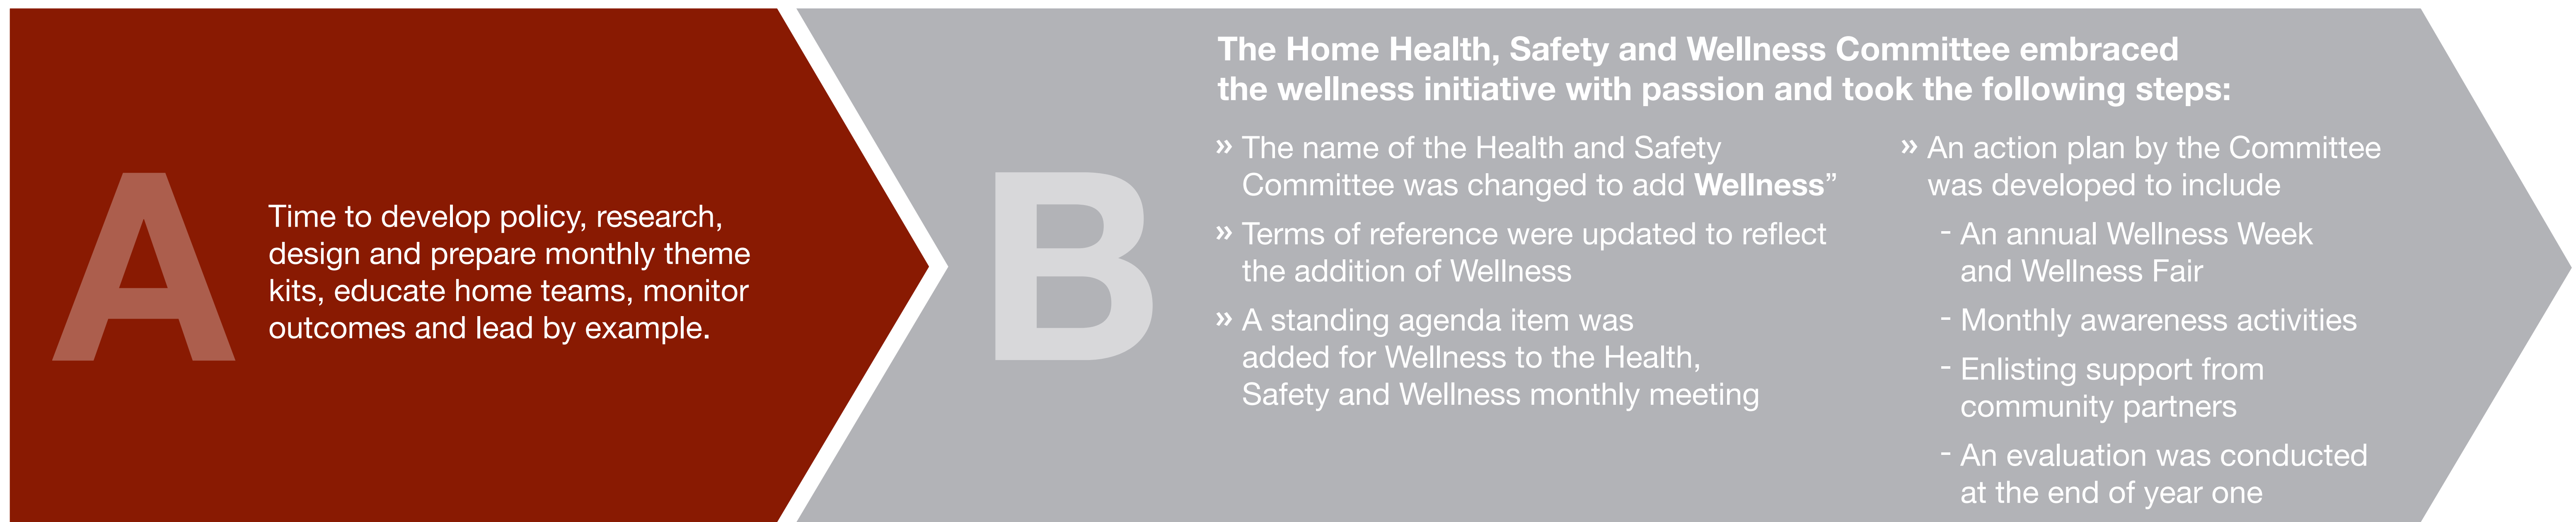 A
Time to develop policy, research,
design and prepare monthly theme
kits, educate home teams, monitor
outcomes and lead by example.
B
The Home Health, Safety and Wellness Committee embraced
the wellness initiative with passion and took the following steps:
» The name of the Health and Safety
Committee was changed to add Wellness”
» Terms of reference were updated to reflect
the addition of Wellness
» A standing agenda item was
added for Wellness to the Health,
Safety and Wellness monthly meeting
» An action plan by the Committee
was developed to include
- An annual Wellness Week
and Wellness Fair
- Monthly awareness activities
- Enlisting support from
community partners
- An evaluation was conducted
at the end of year one